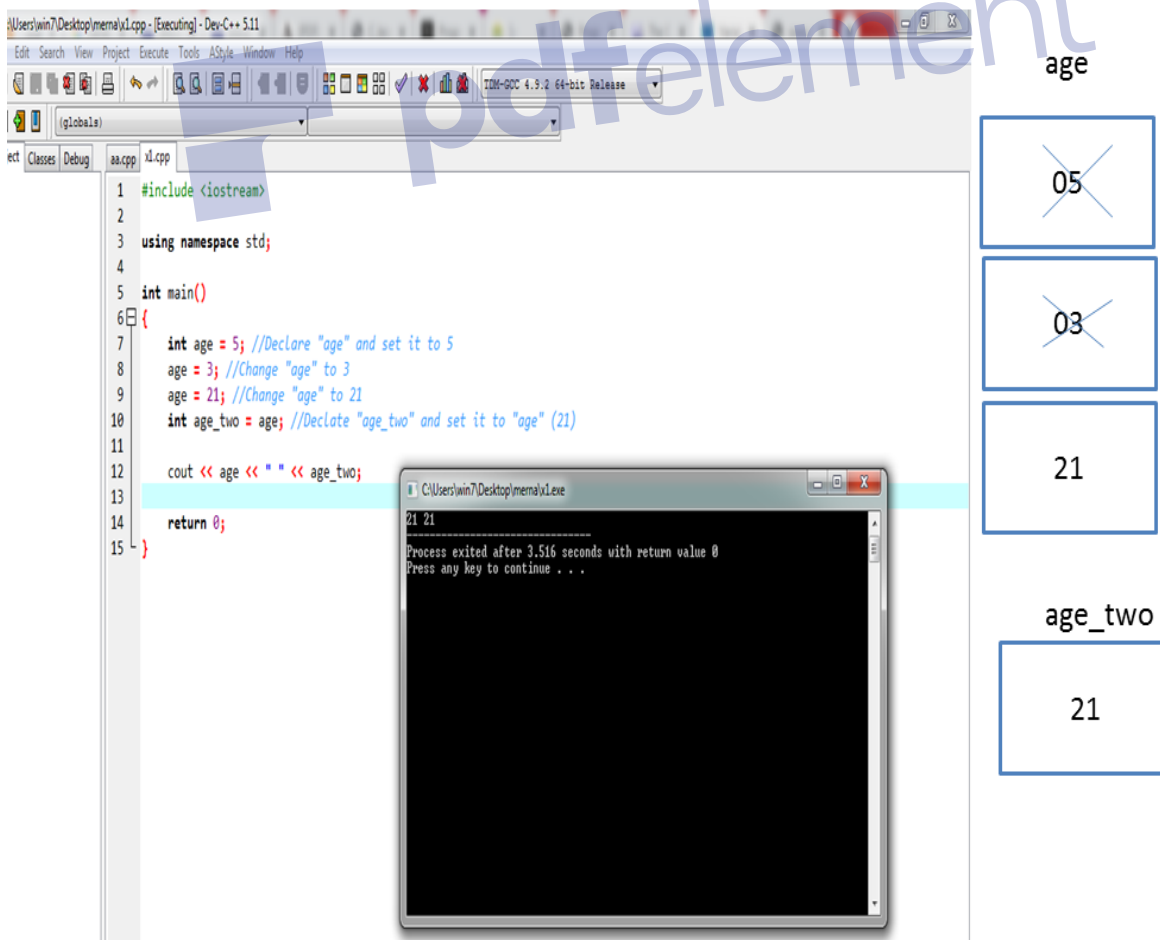 :\Users\win7\Desktop\merna\x1.cpp - [Executing] - Dev-C++ 5.11
Edit Search View Project Execute Tools AStyle Window Help
TDM-GCC 4.9.2 64-bit Release
(globals)
ect Classes Debug
aa.cpp x1.cpp
1 #include <iostream>
2
3 using namespace std;
4
5 int main()
6 {
7 int age = 5; //Declare "age" and set it to 5
8 age = 3; //Change "age" to 3
9 age = 21; //Change "age" to 21
10 int age_two = age; //Declate "age_two" and set it to "age" (21)
11
12 cout << age << " " << age_two;
13
14 return 0;
15 }
C:\Users\win7\Desktop\merna\x1.exe
21 21
--------------------------------
Process exited after 3.516 seconds with return value 0
Press any key to continue . . .
pdfelement
age
05
03
21
age_two
21